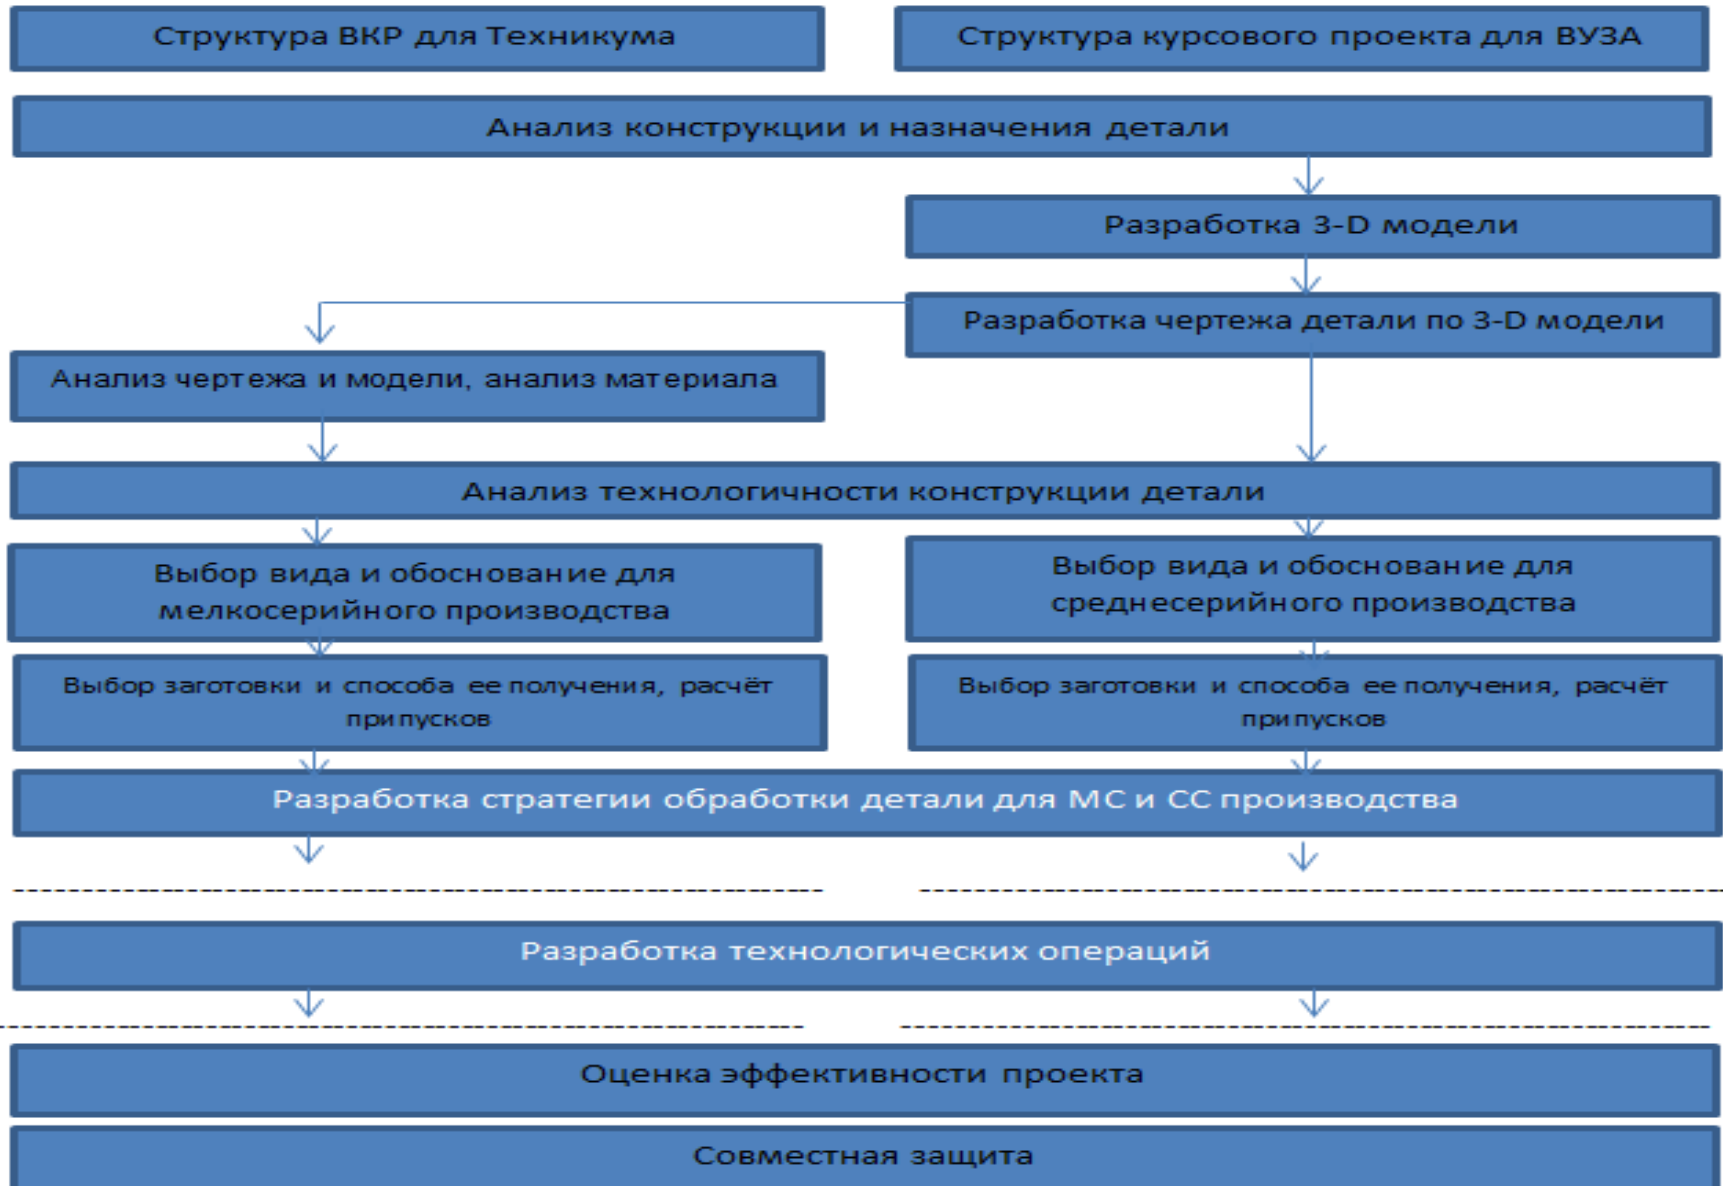 Структура ВКР для Техникума
Структура курсового проекта для ВУЗА
Анализ конструкции и назначения детали
Разработка 3-D модели
Разработка чертежа детали по 3-D модели
Анализ чертежа и модели, анализ материала
Анализ технологичности конструкции детали
Выбор вида и обоснование для
мелкосерийного производства
Выбор вида и обоснование для
среднесерийного производства
Выбор заготовки и способа ее получения, расчёт
припусков
Выбор заготовки и способа ее получения, расчёт
припусков
Разработка стратегии обработки детали для МС и СС производства
Разработка технологических операций
Оценка эффективности проекта
Совместная защита